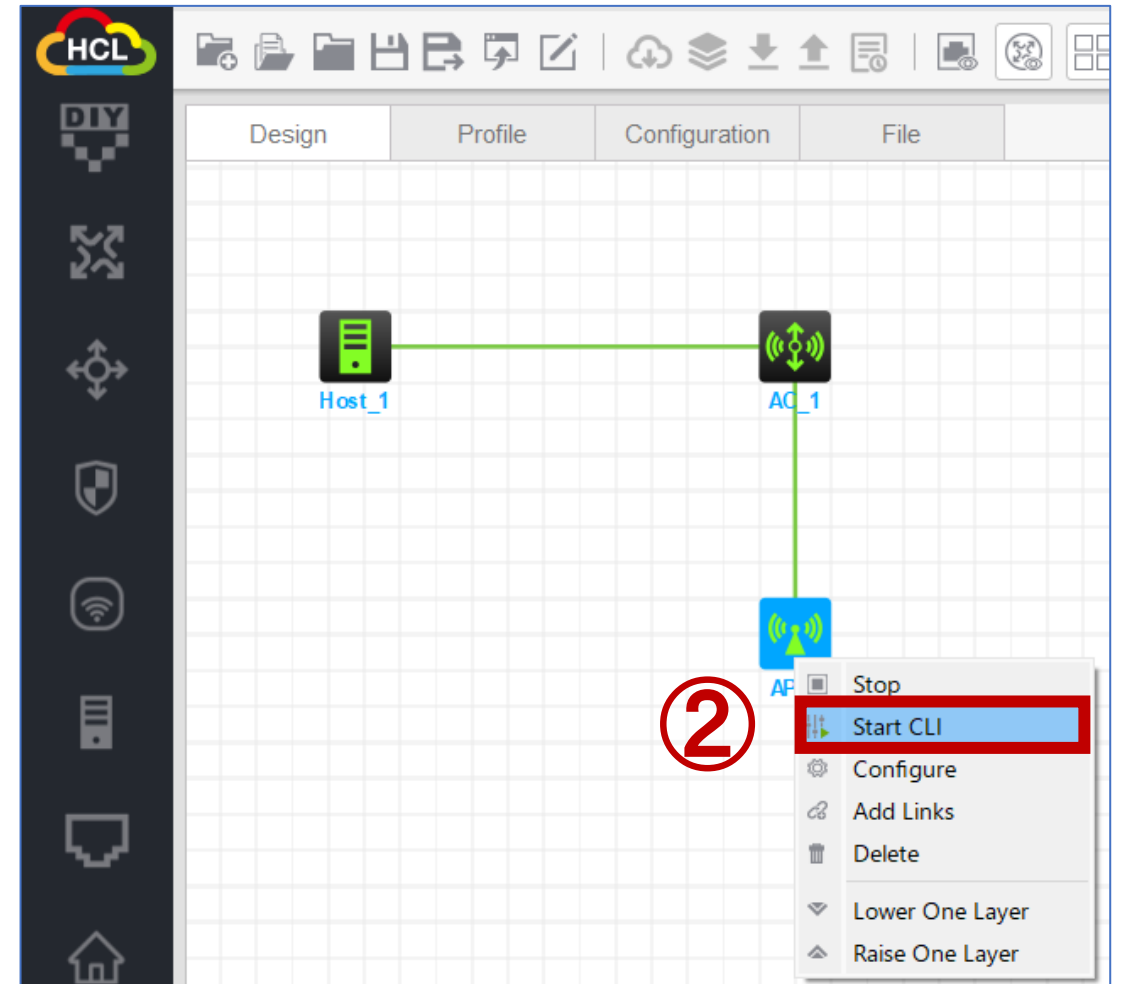 HCL
DIY
Design Profile Configuration File
Host_1
AC_1
AP
②
Stop
Start CLI
Configure
Add Links
Delete
Lower One Layer
Raise One Layer